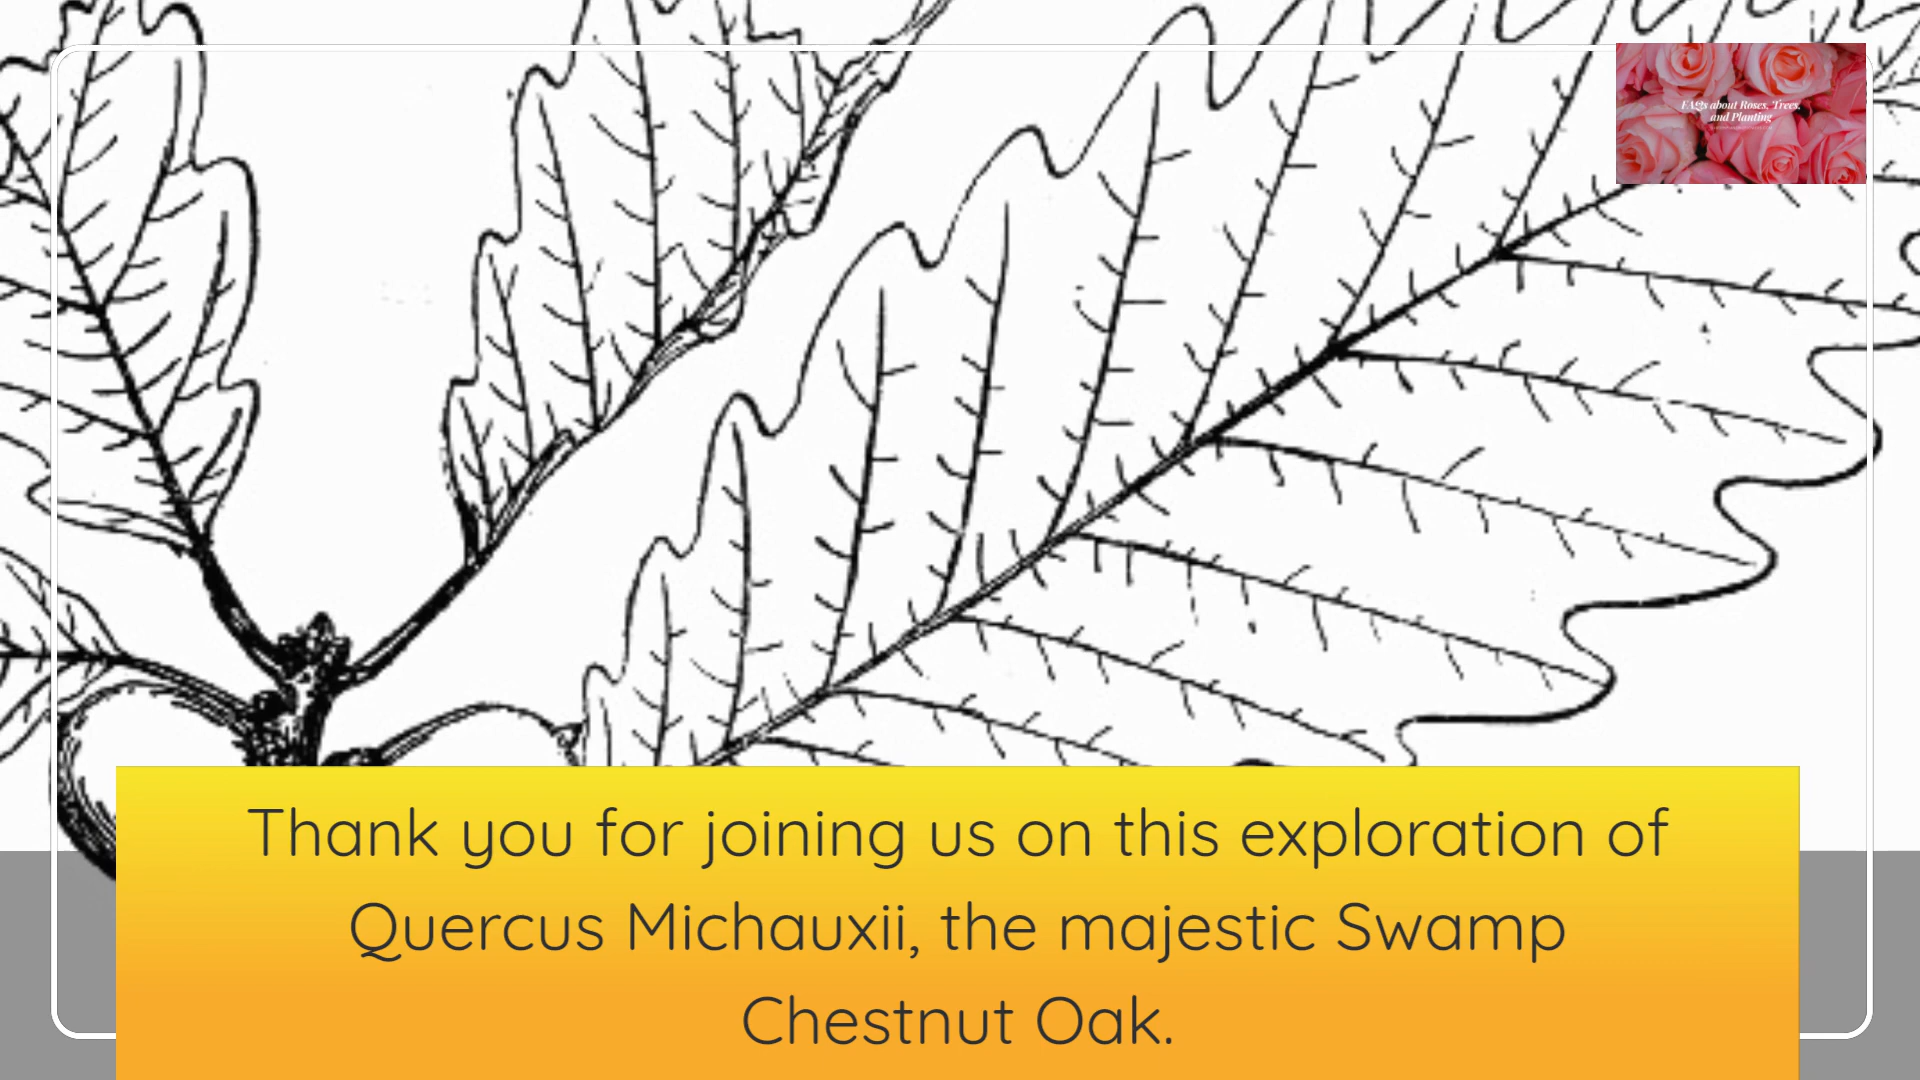 FAQs about Roses, Trees,
and Planting
Thank you for joining us on this exploration of
Quercus Michauxii, the majestic Swamp
Chestnut Oak.